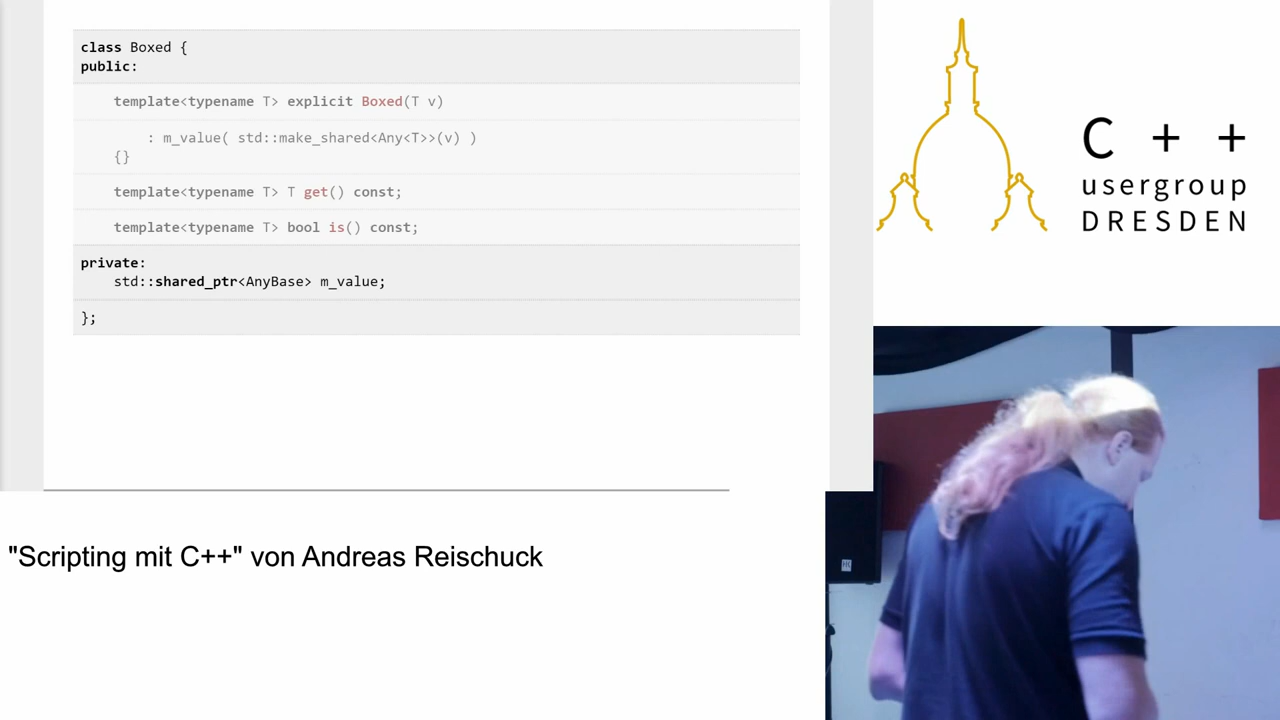 class Boxed {
public:
template<typename T> explicit Boxed(T v)
: m_value( std::make_shared<Any<T>>(v) )
{}
template<typename T> T get() const;
template<typename T> bool is() const;
private:
std::shared_ptr<AnyBase> m_value;
};
C + +
usergroup
DRESDEN
"Scripting mit C++" von Andreas Reischuck